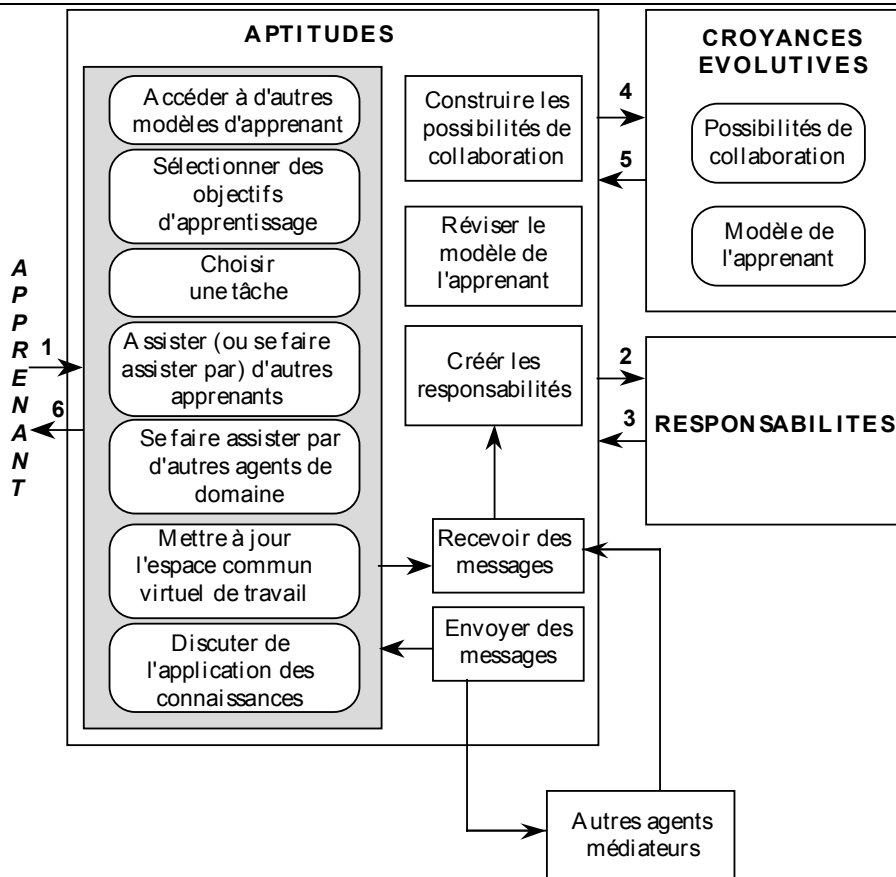 APTITUDES
Accéder à d'autres
modèles d'apprenant
Sélectionner des
objectifs
d'apprentissage
Choisir
une tâche
Assister (ou se faire
assister par) d'autres
apprenants
Se faire assister par
d'autres agents de
domaine
Mettre à jour
l'espace commun
virtuel de travail
Discuter de
l'application des
connaissances
Construire les
possibilités de
collaboration
Réviser le
modèle de
l'apprenant
Créér les
responsabilités
Recevoir des
messages
Envoyer des
messages
CROYANCES
EVOLUTIVES
Possibilités de
collaboration
Modèle de
l'apprenant
RESPONSABILITES
Autres agents
médiateurs
APPRENANT
1
6
4
5
2
3